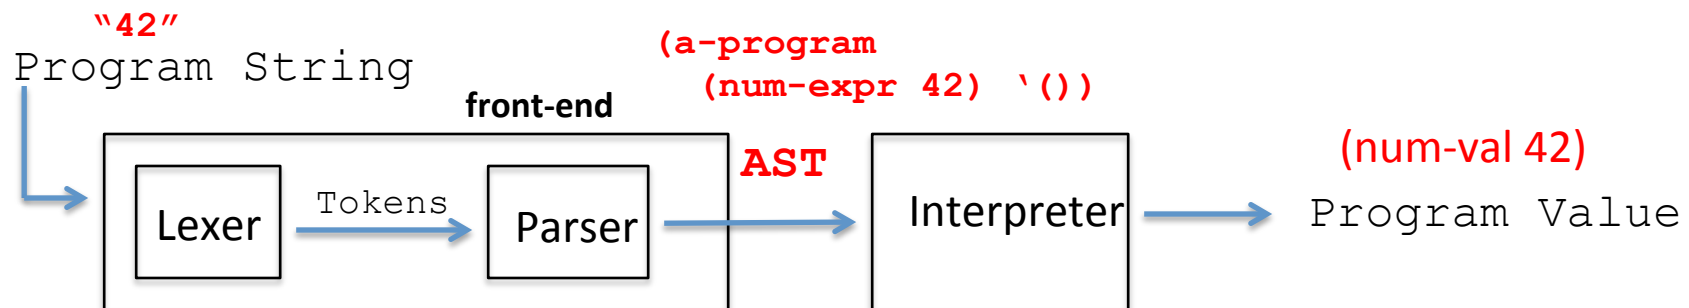 “42”
Program String
(a-program
(num-expr 42) ‘())
front-end
AST
(num-val 42)
Lexer
Tokens
Parser
Interpreter
Program Value